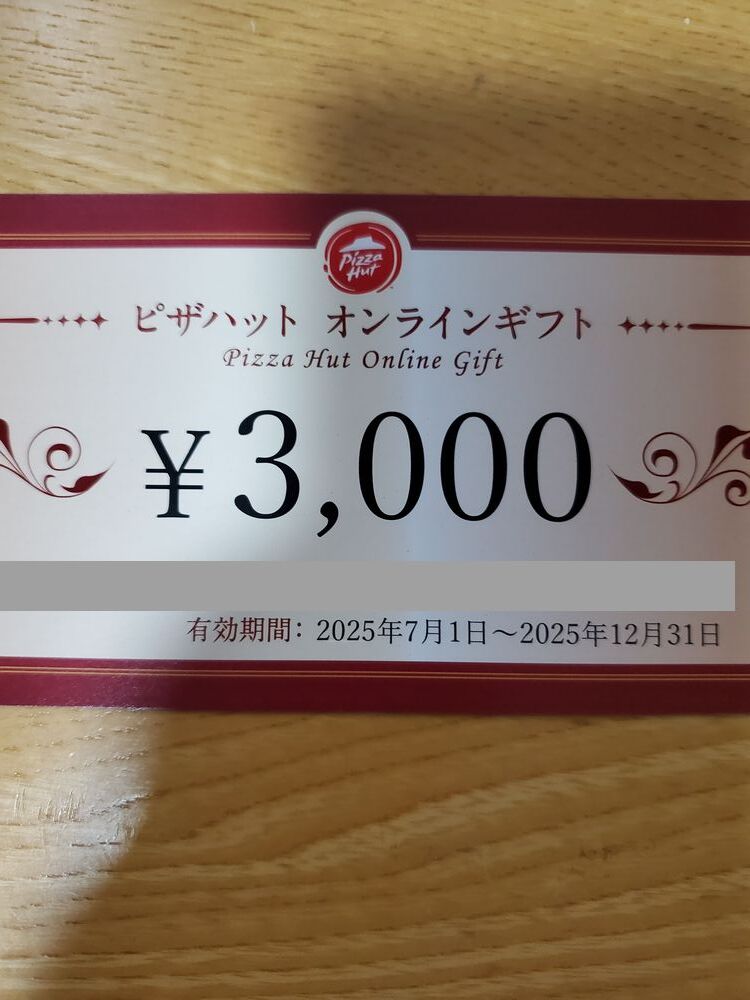 Pizza
Hut
ピザハット オンラインギフト
Pizza Hut Online Gift
¥3,000
有効期間: 2025年7月1日～2025年12月31日